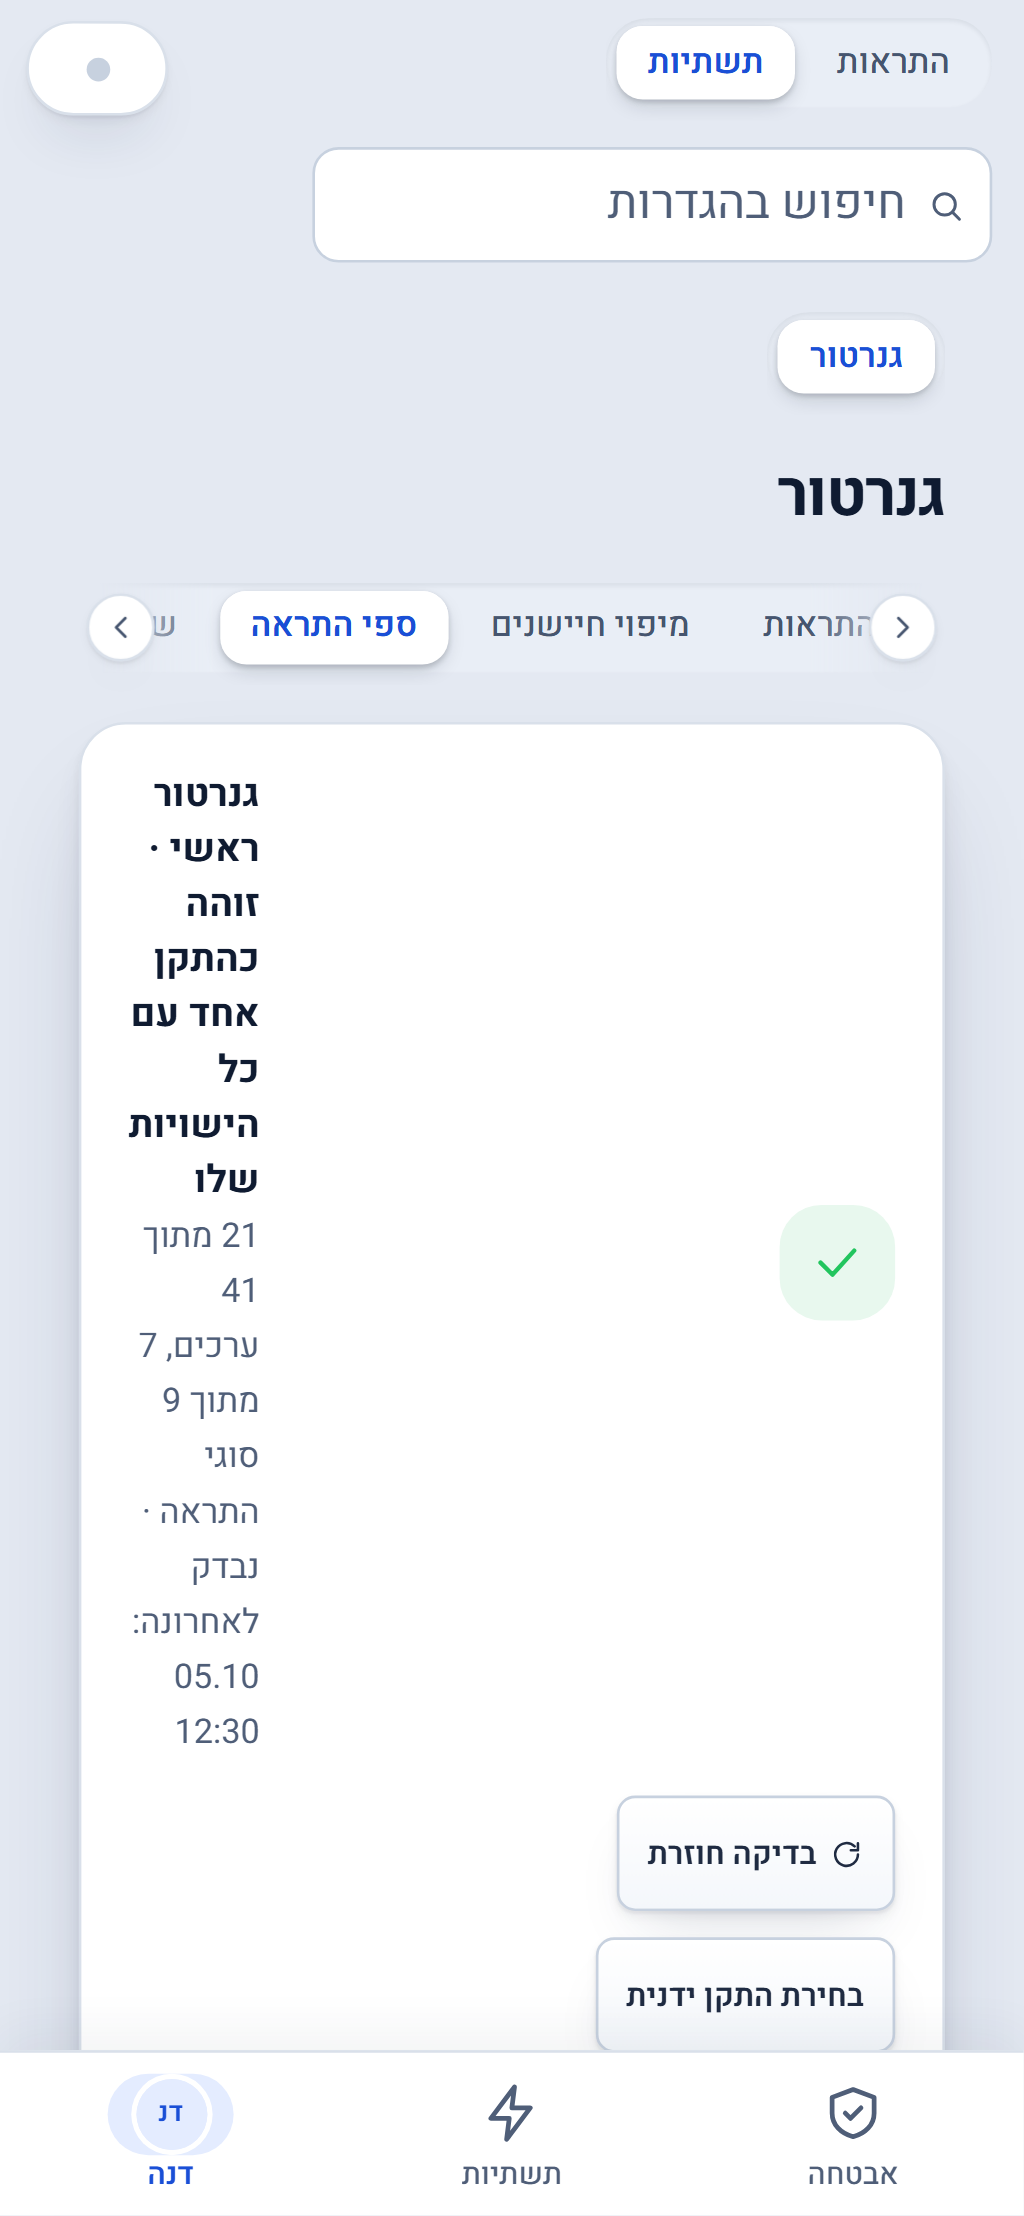 התראות
תשתיות
חיפוש בהגדרות
גנרטור
גנרטור
התראות
מיפוי חיישנים
ספי התראה
גנרטור
ראשי ·
זוהה
כהתקן
אחד עם
כל
הישויות
שלו
21 מתוך
41
ערכים, 7
מתוך 9
סוגי
התראה ·
נבדק
לאחרונה:
05.10
12:30
בדיקה חוזרת
בחירת התקן ידנית
אבטחה
תשתיות
דנ
דנה